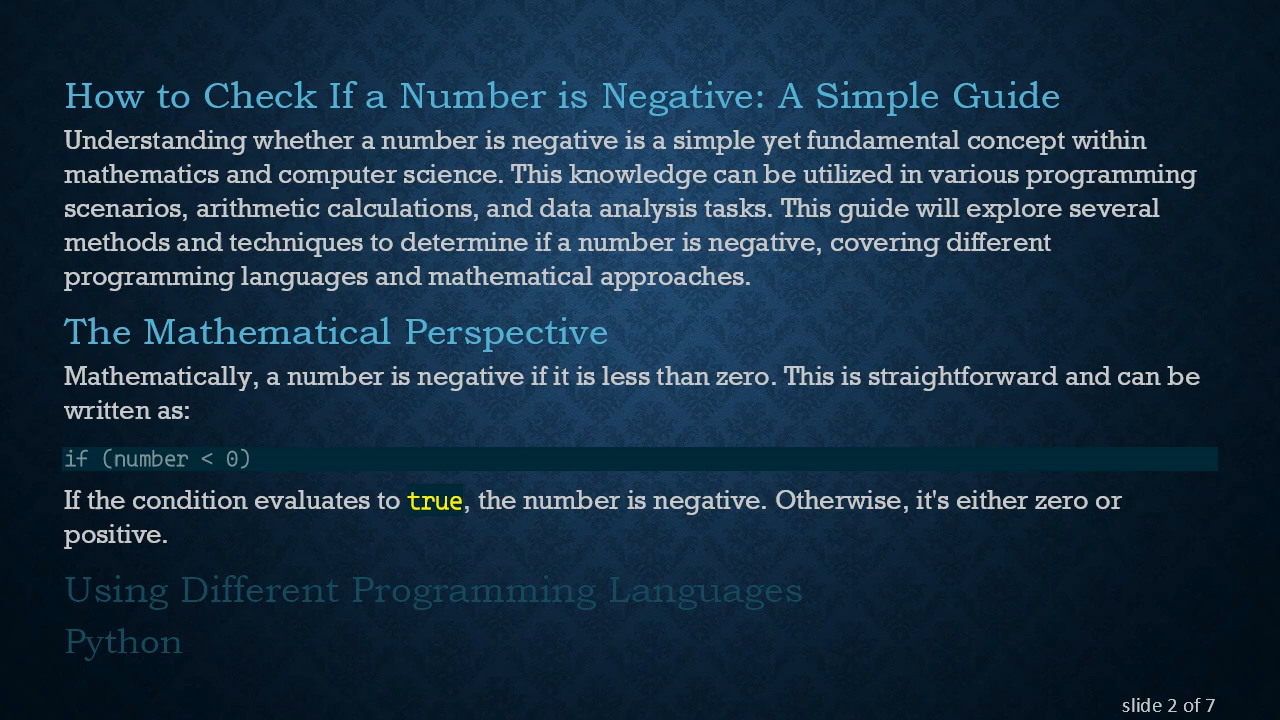 How to Check If a Number is Negative: A Simple Guide
Understanding whether a number is negative is a simple yet fundamental concept within
mathematics and computer science. This knowledge can be utilized in various programming
scenarios, arithmetic calculations, and data analysis tasks. This guide will explore several
methods and techniques to determine if a number is negative, covering different
programming languages and mathematical approaches.
The Mathematical Perspective
Mathematically, a number is negative if it is less than zero. This is straightforward and can be
written as:
if (number < 0)
If the condition evaluates to true, the number is negative. Otherwise, it's either zero or
positive.
Using Different Programming Languages
Python
slide 2 of 7